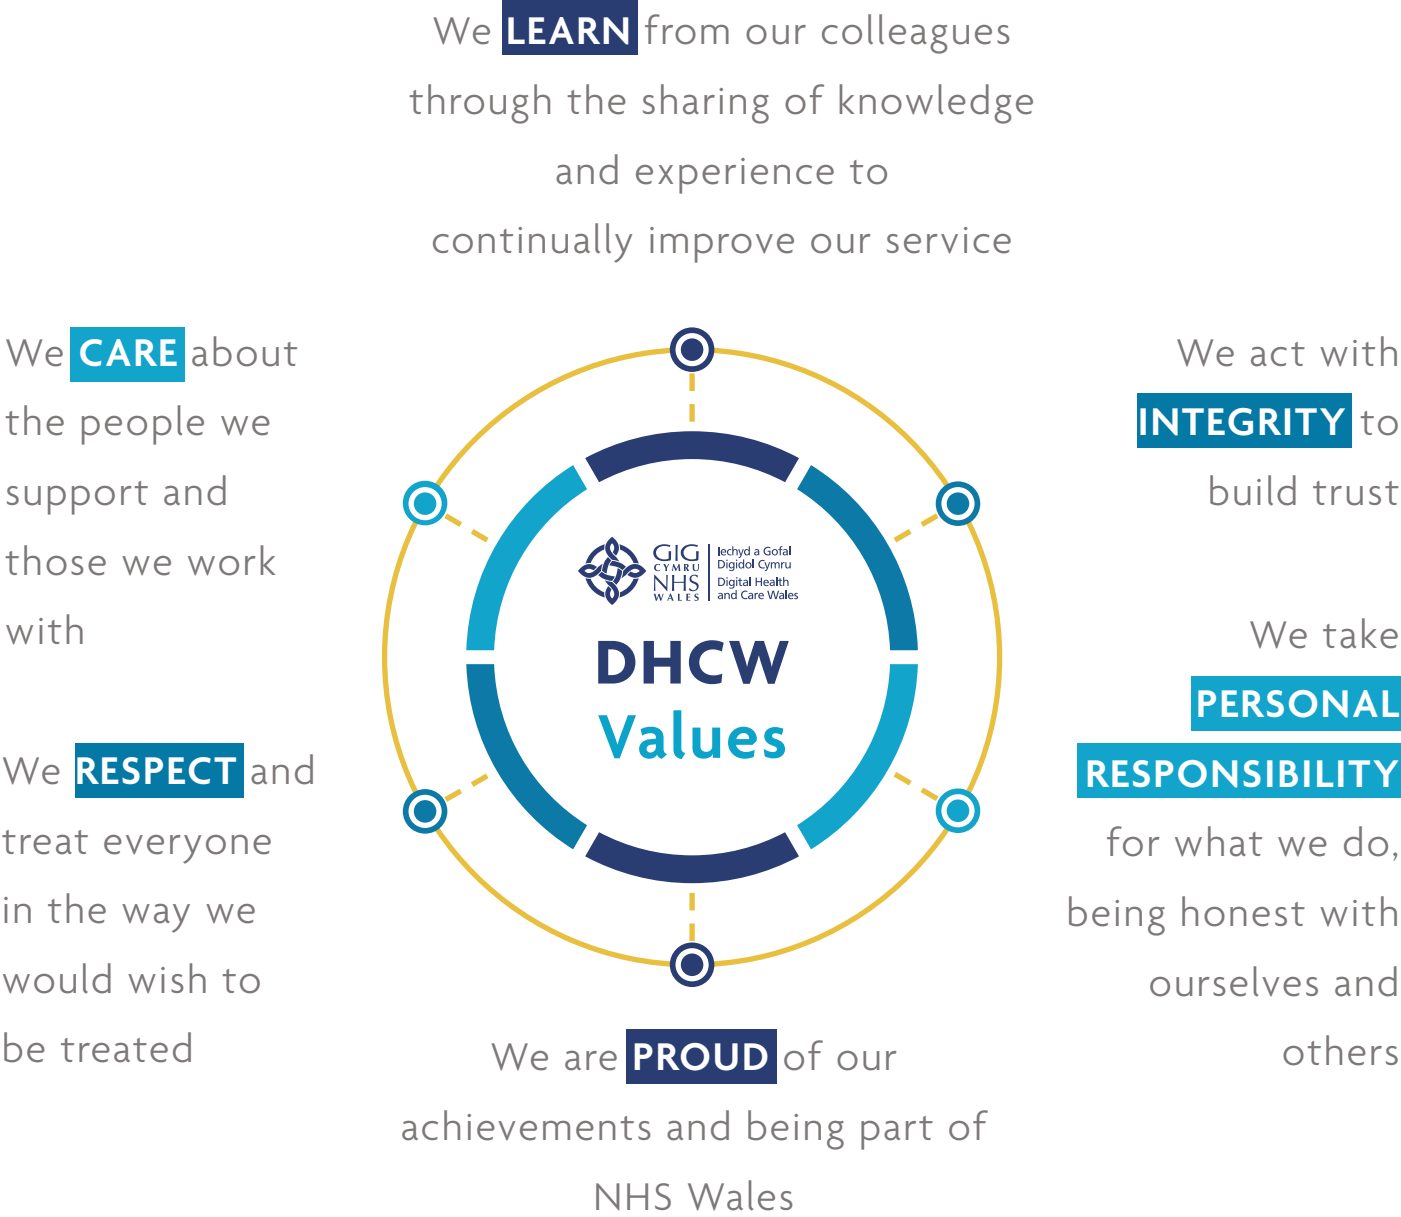 We LEARN from our colleagues
through the sharing of knowledge
and experience to
continually improve our service
We CARE about
the people we
support and
those we work
with
We act with
INTEGRITY to
build trust
GIG
CYMRU
NHS
WALES
Iechyd a Gofal
Digidol Cymru
Digital Health
and Care Wales
DHCW
Values
We take
PERSONAL
RESPONSIBILITY
for what we do,
being honest with
ourselves and
others
We RESPECT and
treat everyone
in the way we
would wish to
be treated
We are PROUD of our
achievements and being part of
NHS Wales